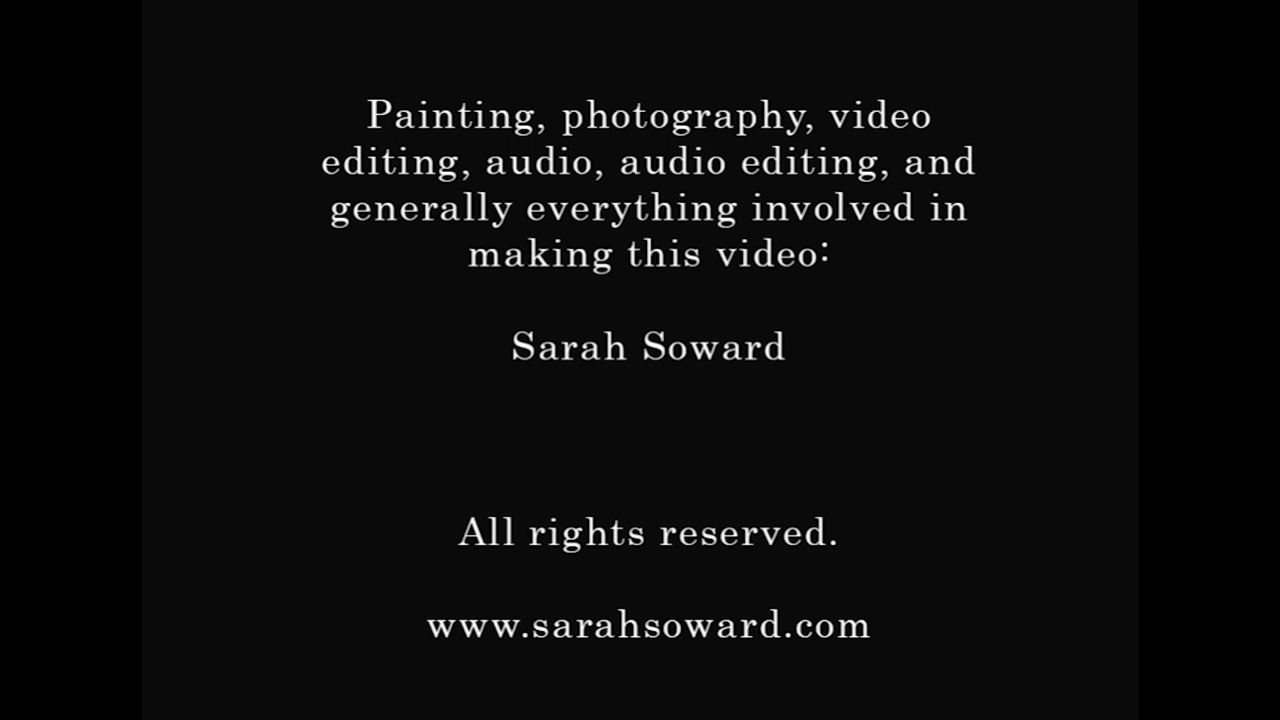 Painting, photography, video
editing, audio, audio editing, and
generally everything involved in
making this video:
Sarah Soward
All rights reserved.
www.sarahsoward.com